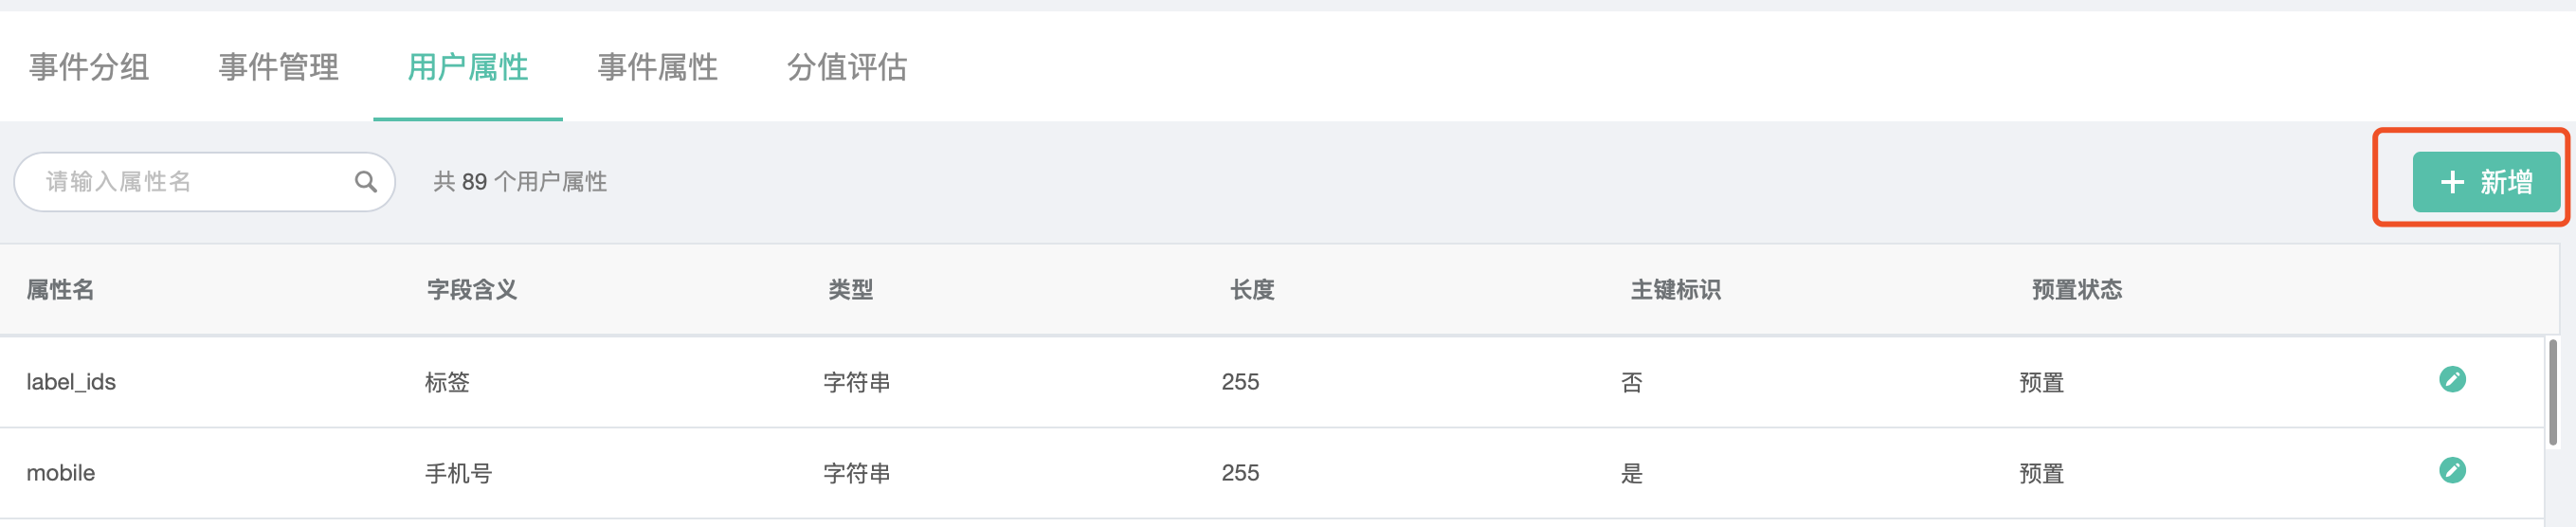 事件分组 事件管理 用户属性 事件属性 分值评估
请输入属性名 共 89 个用户属性 + 新增
属性名 字段含义 类型 长度 主键标识 预置状态
label_ids 标签 字符串 255 否 预置
mobile 手机号 字符串 255 是 预置